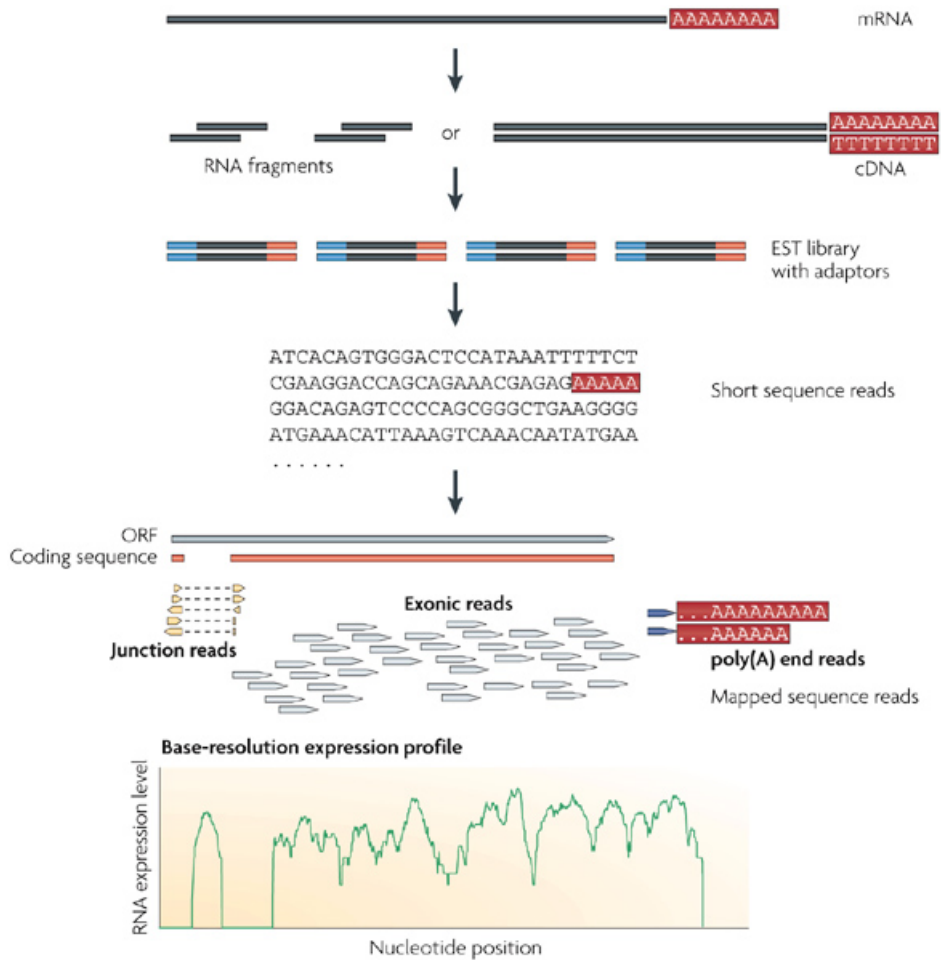 AAAAAAAA
mRNA
AAAAAAAA
or
TTTTTTTT
RNA fragments
cDNA
EST library
with adaptors
ATCACAGTGGGACTCCATAAATTTTTCT
CGAAGGACCAGCAGAAACGAGAGAAAAA
GGACAGAGTCCCCAGCGGGCTGAAGGGG
ATGAAACATTAAAGTCAAACAATATGAA
. . . . . .
Short sequence reads
ORF
Coding sequence
Junction reads
Exonic reads
...AAAAAAAAA
...AAAAAA
poly(A) end reads
Mapped sequence reads
Base-resolution expression profile
RNA expression level
Nucleotide position